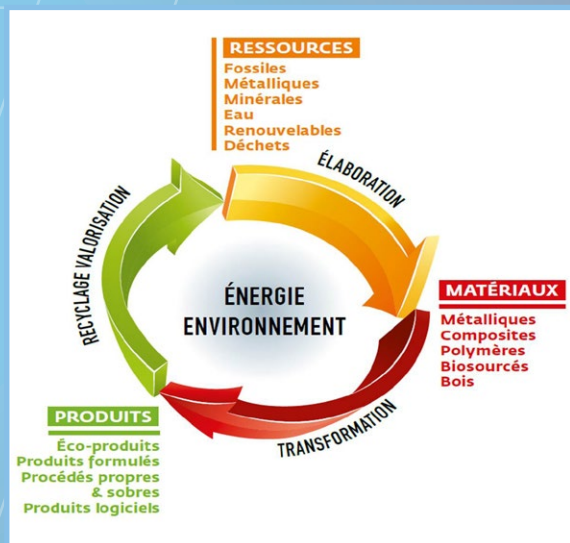 RESSOURCES
Fossiles
Métalliques
Minérales
Eau
Renouvelables
Déchets
ÉLABORATION
RECYCLAGE VALORISATION
ÉNERGIE
ENVIRONNEMENT
MATÉRIAUX
Métalliques
Composites
Polymères
Biosourcés
Bois
TRANSFORMATION
PRODUITS
Éco-produits
Produits formulés
Procédés propres
& sobres
Produits logiciels